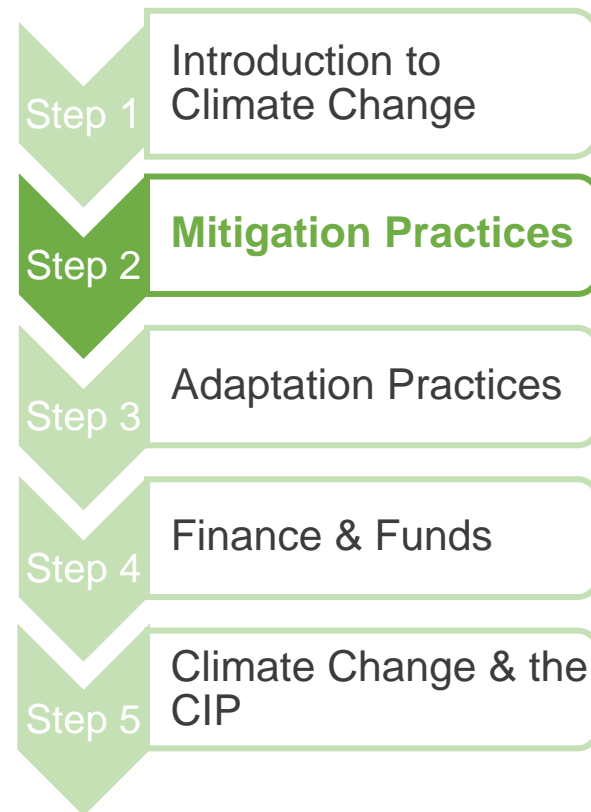 Step 1
Introduction to
Climate Change
Step 2
Mitigation Practices
Step 3
Adaptation Practices
Step 4
Finance & Funds
Step 5
Climate Change & the
CIP